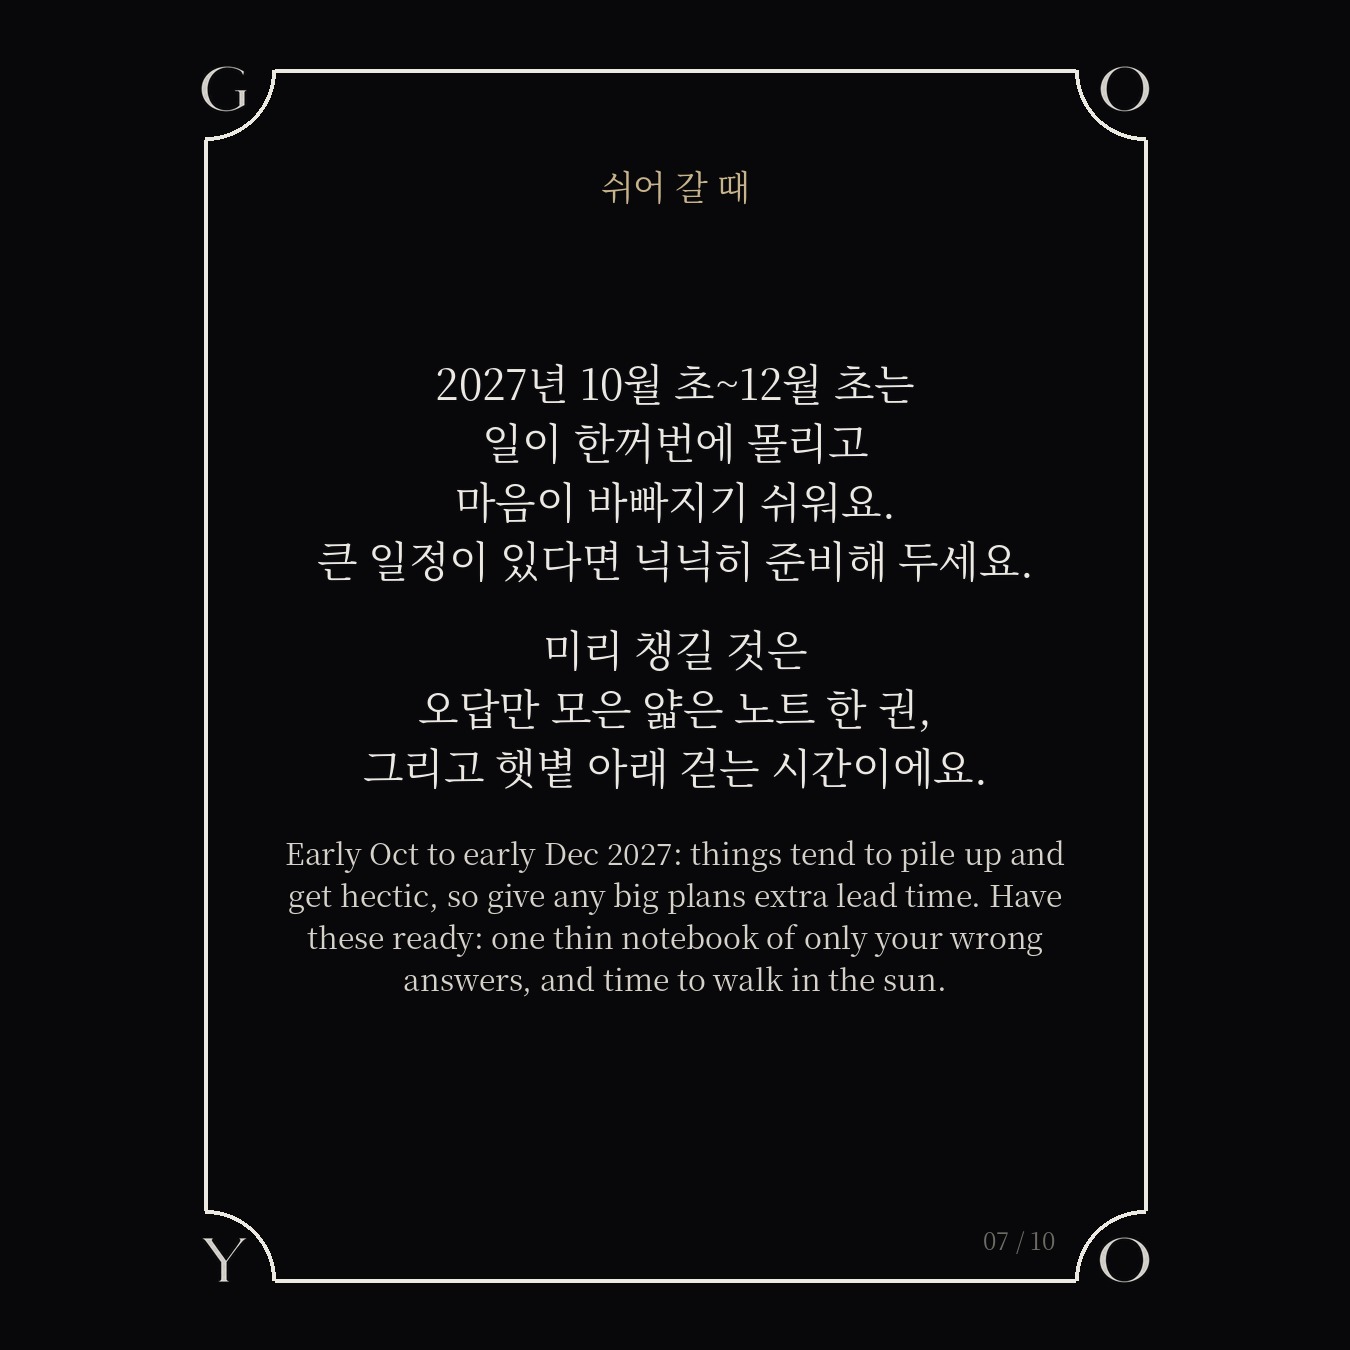 G O
쉬어 갈 때
2027년 10월 초~12월 초는
일이 한꺼번에 몰리고
마음이 바빠지기 쉬워요.
큰 일정이 있다면 넉넉히 준비해 두세요.
미리 챙길 것은
오답만 모은 얇은 노트 한 권,
그리고 햇볕 아래 걷는 시간이에요.
Early Oct to early Dec 2027: things tend to pile up and
get hectic, so give any big plans extra lead time. Have
these ready: one thin notebook of only your wrong
answers, and time to walk in the sun.
07 / 10
Y O